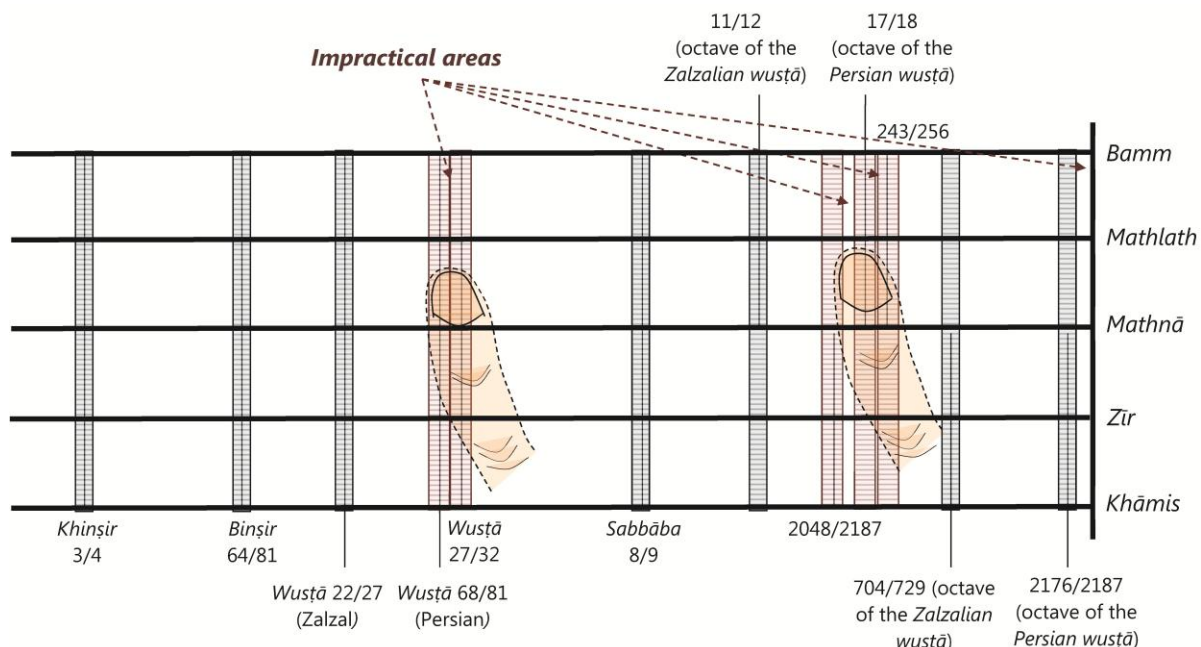 11/12
(octave of the
Zalzalian wusṭā)
17/18
(octave of the
Persian wusṭā)
Impractical areas
243/256
Bamm
Mathlath
Mathnā
Zīr
Khāmis
Khinṣir
3/4
Binṣir
64/81
Wusṭā
27/32
Sabbāba
8/9
2048/2187
Wusṭā 22/27
(Zalzal)
Wusṭā 68/81
(Persian)
704/729 (octave
of the Zalzalian
wusṭā)
2176/2187
(octave of the
Persian wusṭā)